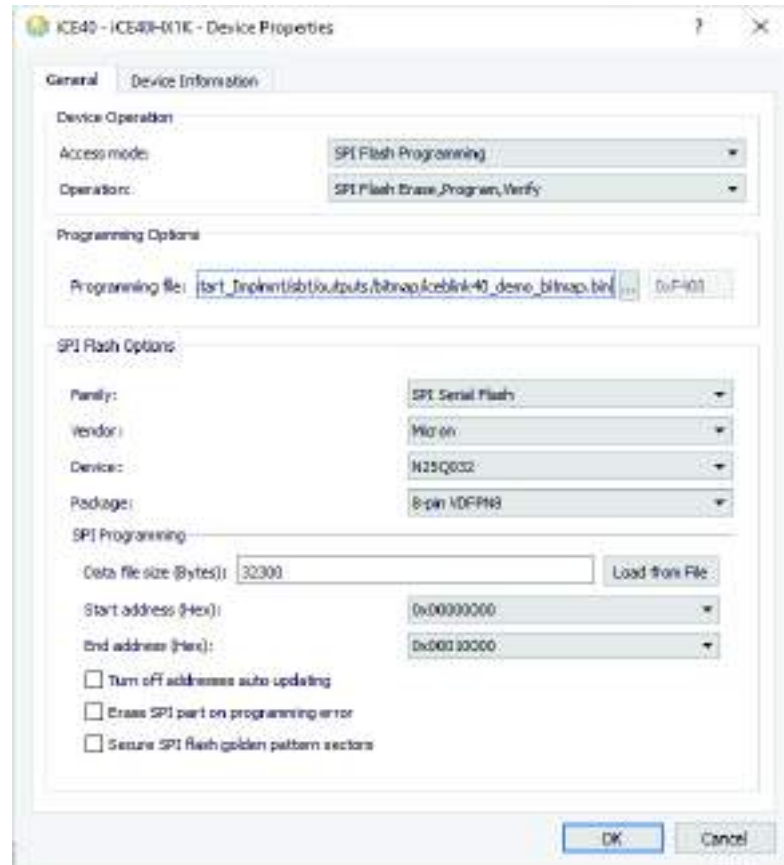 iCE40 - iCE40HX1K - Device Properties ?
General Device Information
Device Operation
Access mode: SPI Flash Programming
Operation: SPI Flash Erase,Program,Verify
Programming Options
Programming file: tart_Implmnt/sbt/outputs/bitmap/iceblink40_demo_bitmap.bin ...
SPI Flash Options
Family: SPI Serial Flash
Vendor: Micron
Device: N25Q032
Package: 8-pin VDFPN8
SPI Programming
Data file size (Bytes): 32300 Load from File
Start address (Hex): 0x00000000
End address (Hex): 0x00010000
Turn off addresses auto updating
Erase SPI part on programming error
Secure SPI flash golden pattern sectors
OK Cancel